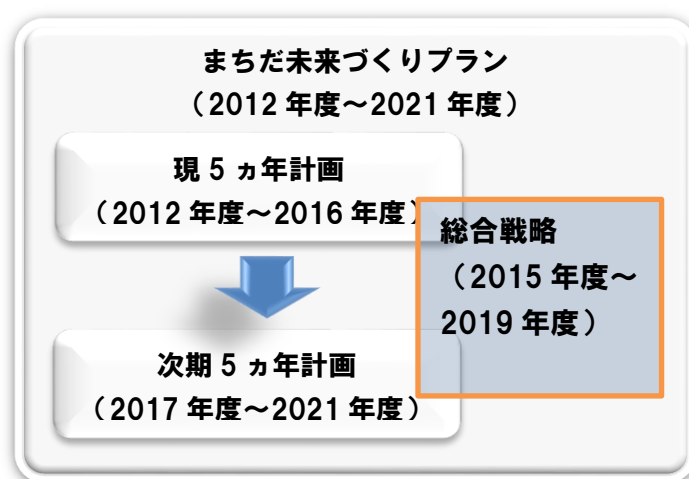 まちだ未来づくりプラン
（2012 年度～2021 年度）
現 5 ヵ年計画
（2012 年度～2016 年度）
総合戦略
（2015 年度～
2019 年度）
次期 5 ヵ年計画
（2017 年度～2021 年度）